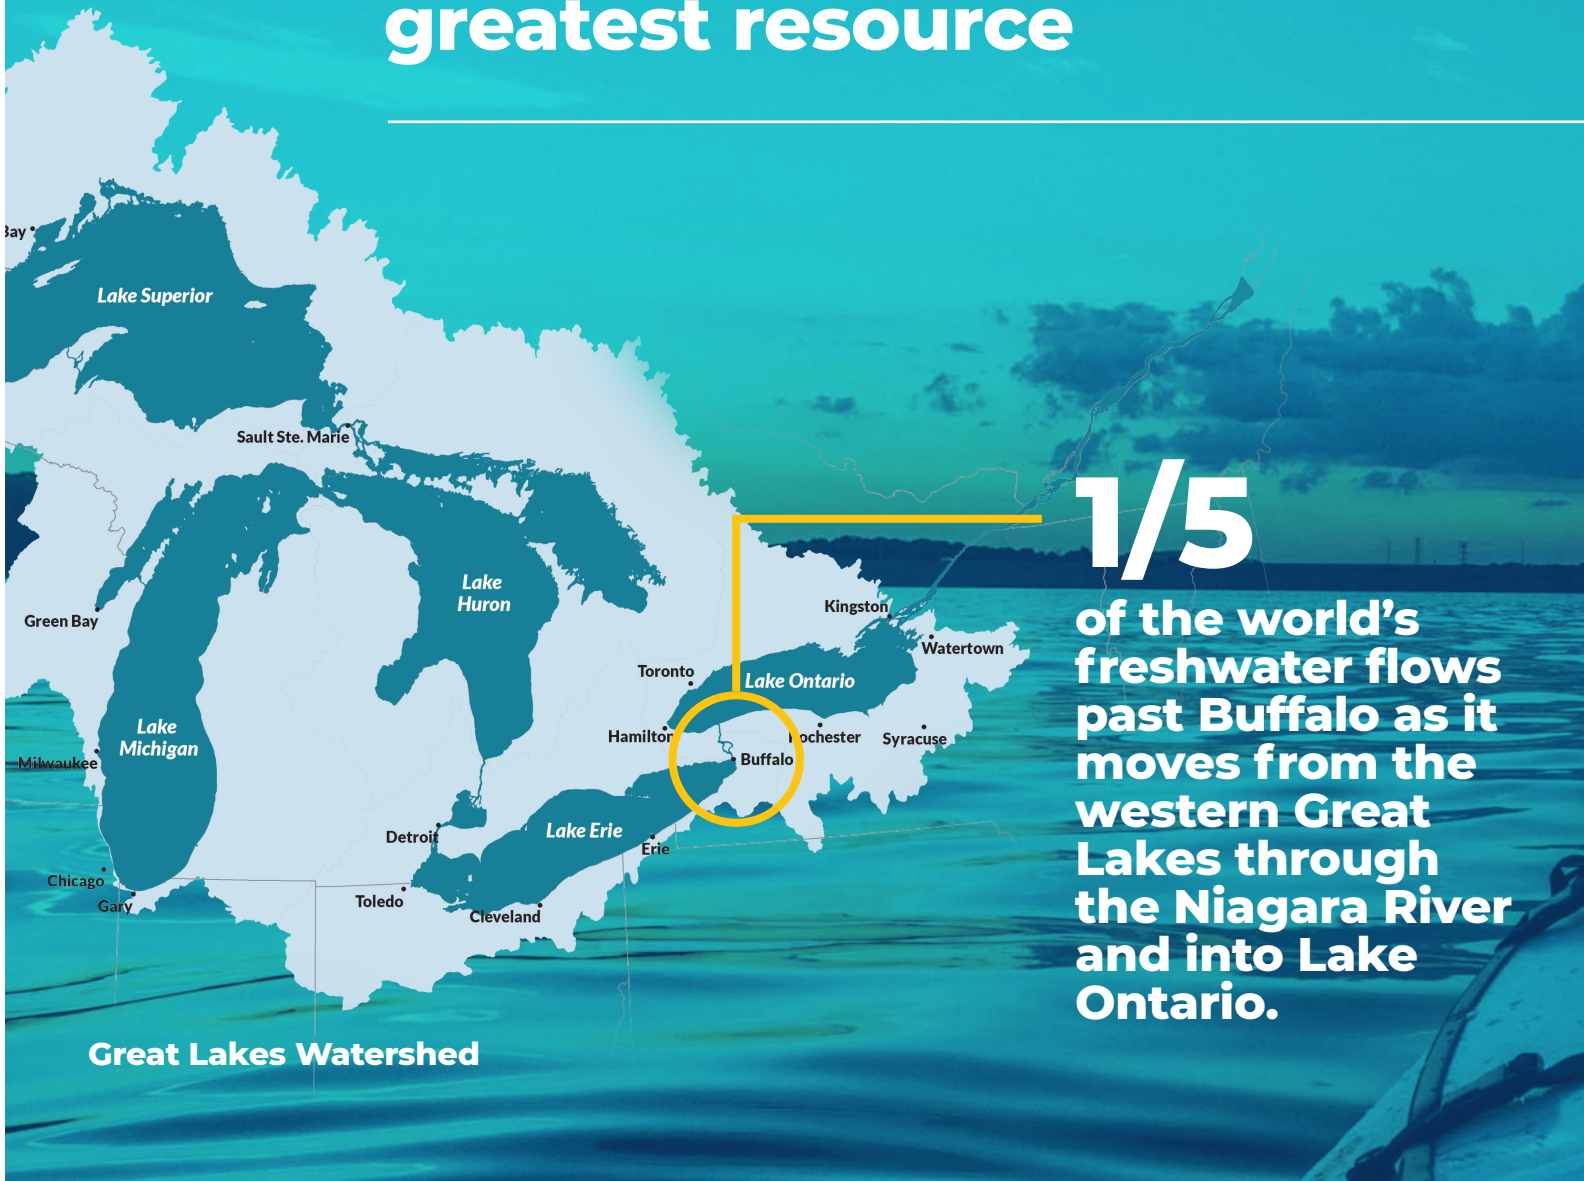 greatest resource
Bay
Lake Superior
Sault Ste. Marie
Lake
Huron
Green Bay
Kingston
Watertown
Toronto
Lake Ontario
Lake
Michigan
Hamilton
Rochester
Syracuse
Milwaukee
Buffalo
Detroit
Lake Erie
Erie
Chicago
Gary
Toledo
Cleveland
Great Lakes Watershed
1/5
of the world’s
freshwater flows
past Buffalo as it
moves from the
western Great
Lakes through
the Niagara River
and into Lake
Ontario.